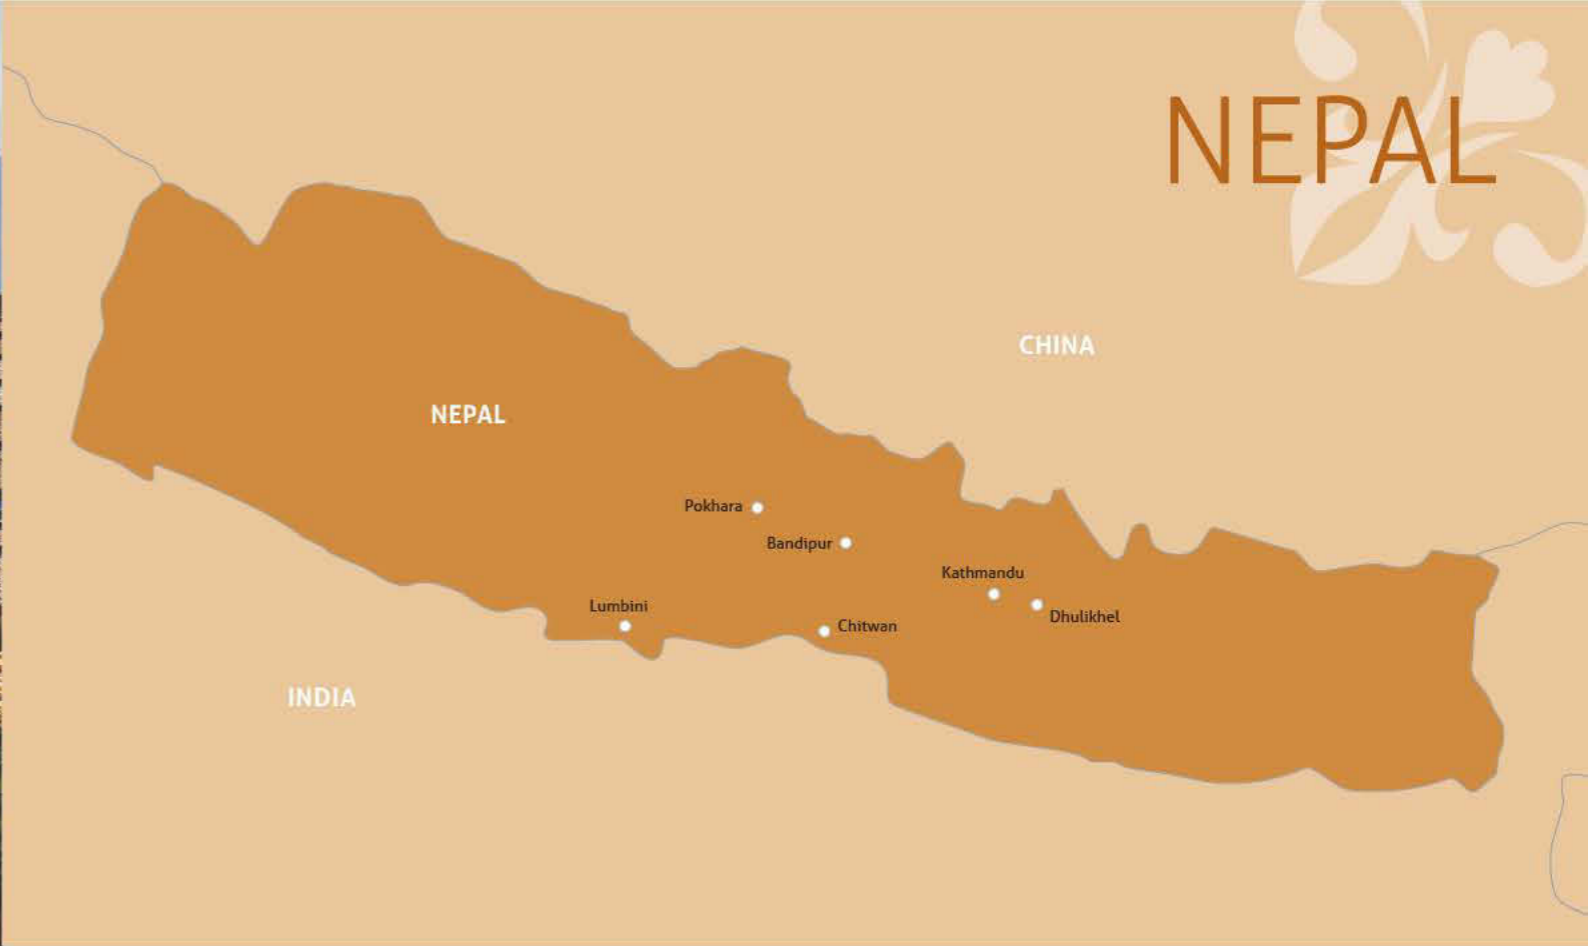 NEPAL
CHINA
NEPAL
Pokhara
Bandipur
Kathmandu
Lumbini
Dhulikhel
Chitwan
INDIA